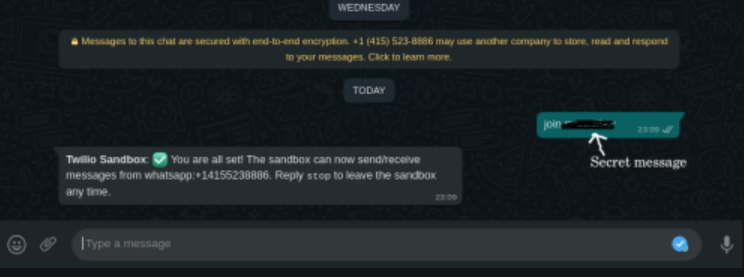 WEDNESDAY
Messages to this chat are secured with end-to-end encryption. +1 (415) 523-8886 may use another company to store, read and respond
to your messages. Click to learn more.
TODAY
join
23:09
Secret message
Twilio Sandbox: ✅ You are all set! The sandbox can now send/receive
messages from whatsapp:+14155238886. Reply stop to leave the sandbox
any time.
23:09
Type a message